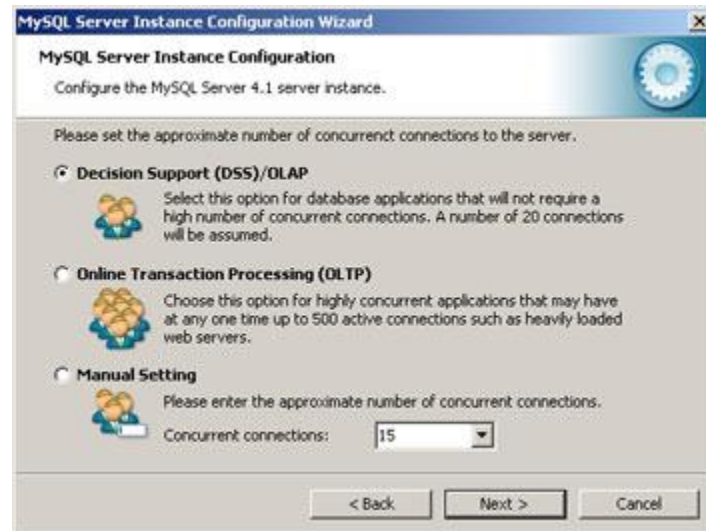 MySQL Server Instance Configuration Wizard
MySQL Server Instance Configuration
Configure the MySQL Server 4.1 server instance.
Please set the approximate number of concurrenct connections to the server.
Decision Support (DSS)/OLAP
Select this option for database applications that will not require a
high number of concurrent connections. A number of 20 connections
will be assumed.
Online Transaction Processing (OLTP)
Choose this option for highly concurrent applications that may have
at any one time up to 500 active connections such as heavily loaded
web servers.
Manual Setting
Please enter the approximate number of concurrent connections.
Concurrent connections: 15
< Back Next > Cancel